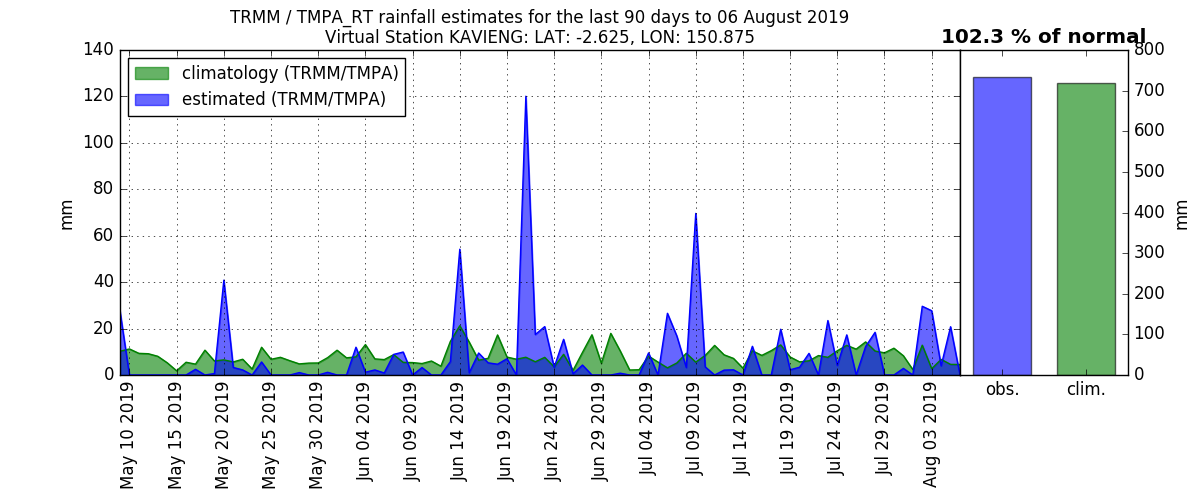 TRMM / TMPA_RT rainfall estimates for the last 90 days to 06 August 2019
Virtual Station KAVIENG: LAT: -2.625, LON: 150.875
102.3 % of normal
climatology (TRMM/TMPA)
estimated (TRMM/TMPA)
140
120
100
80
60
40
20
0
mm
May 10 2019
May 15 2019
May 20 2019
May 25 2019
May 30 2019
Jun 04 2019
Jun 09 2019
Jun 14 2019
Jun 19 2019
Jun 24 2019
Jun 29 2019
Jul 04 2019
Jul 09 2019
Jul 14 2019
Jul 19 2019
Jul 24 2019
Jul 29 2019
Aug 03 2019
obs.
clim.
800
700
600
500
400
300
200
100
0
mm